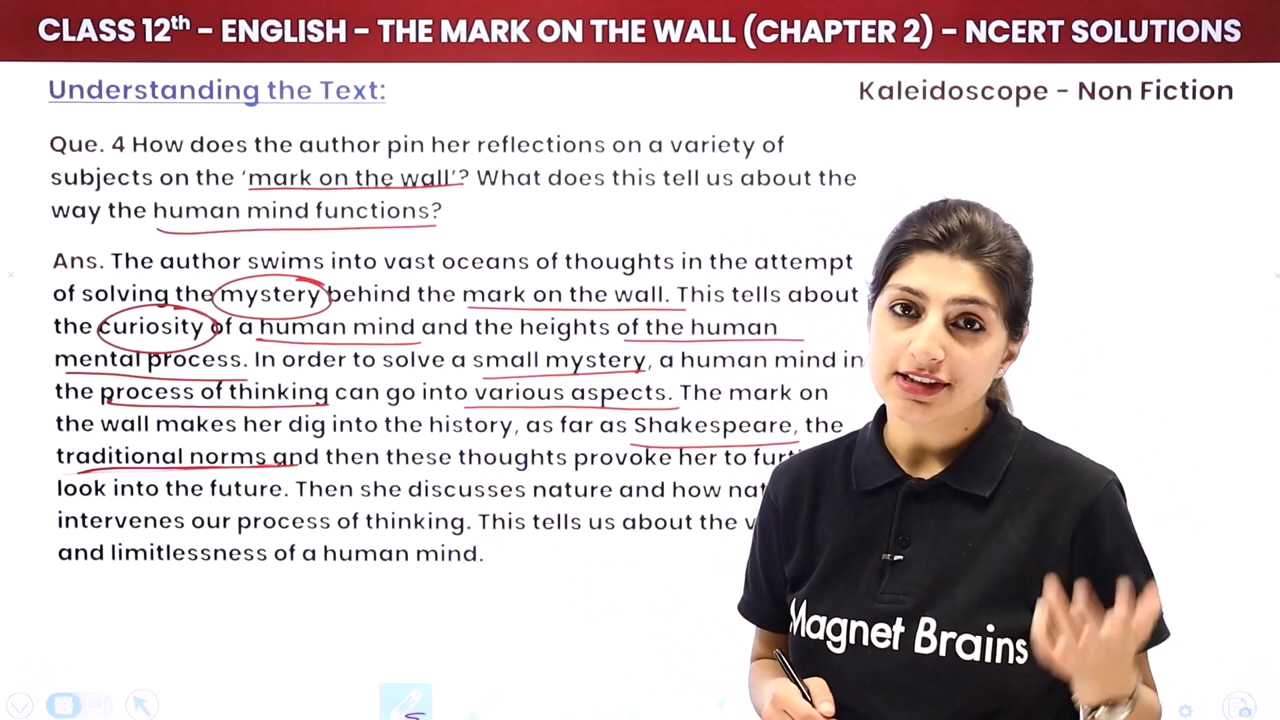 CLASS 12th – ENGLISH – THE MARK ON THE WALL (CHAPTER 2) – NCERT SOLUTIONS
Understanding the Text:
Kaleidoscope – Non Fiction
Que. 4 How does the author pin her reflections on a variety of
subjects on the ‘mark on the wall’? What does this tell us about the
way the human mind functions?
Ans. The author swims into vast oceans of thoughts in the attempt
of solving the mystery behind the mark on the wall. This tells about
the curiosity of a human mind and the heights of the human
mental process. In order to solve a small mystery, a human mind in
the process of thinking can go into various aspects. The mark on
the wall makes her dig into the history, as far as Shakespeare, the
traditional norms and then these thoughts provoke her to
look into the future. Then she discusses nature and how
intervenes our process of thinking. This tells us about the
and limitlessness of a human mind.
Magnet Brains